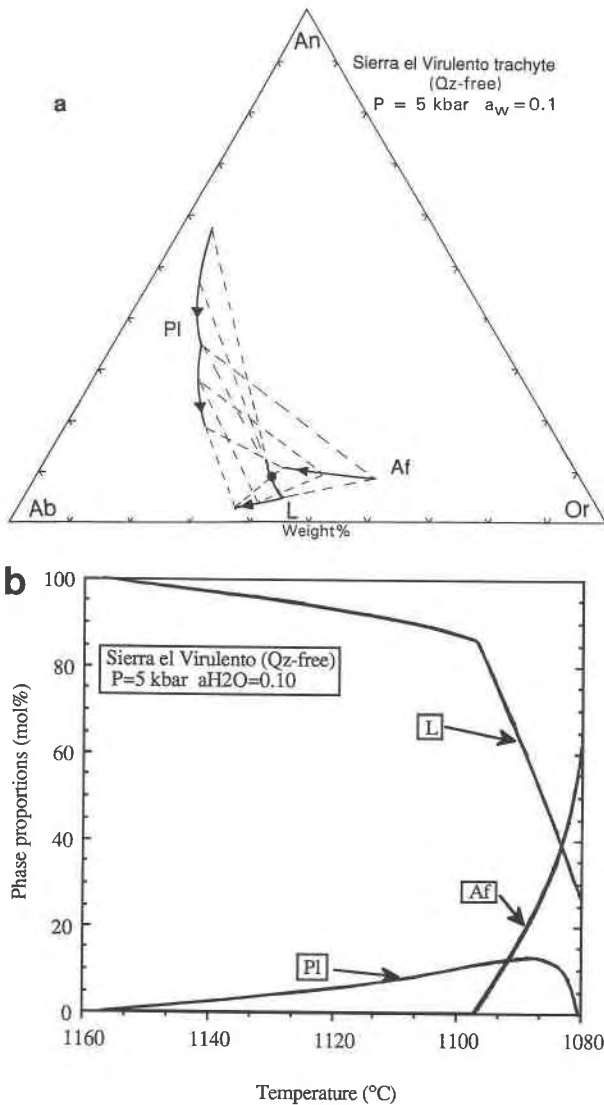 An
a
Sierra el Virulento trachyte
(Qz-free)
P = 5 kbar aw=0.1
Pl
Af
Ab
L
Or
Weight%
b
100
80
60
40
20
0
Phase proportions (mol%)
Sierra el Virulento (Qz-free)
P=5 kbar aH2O=0.10
L
Af
Pl
1160
1140
1120
1100
1080
Temperature (°C)